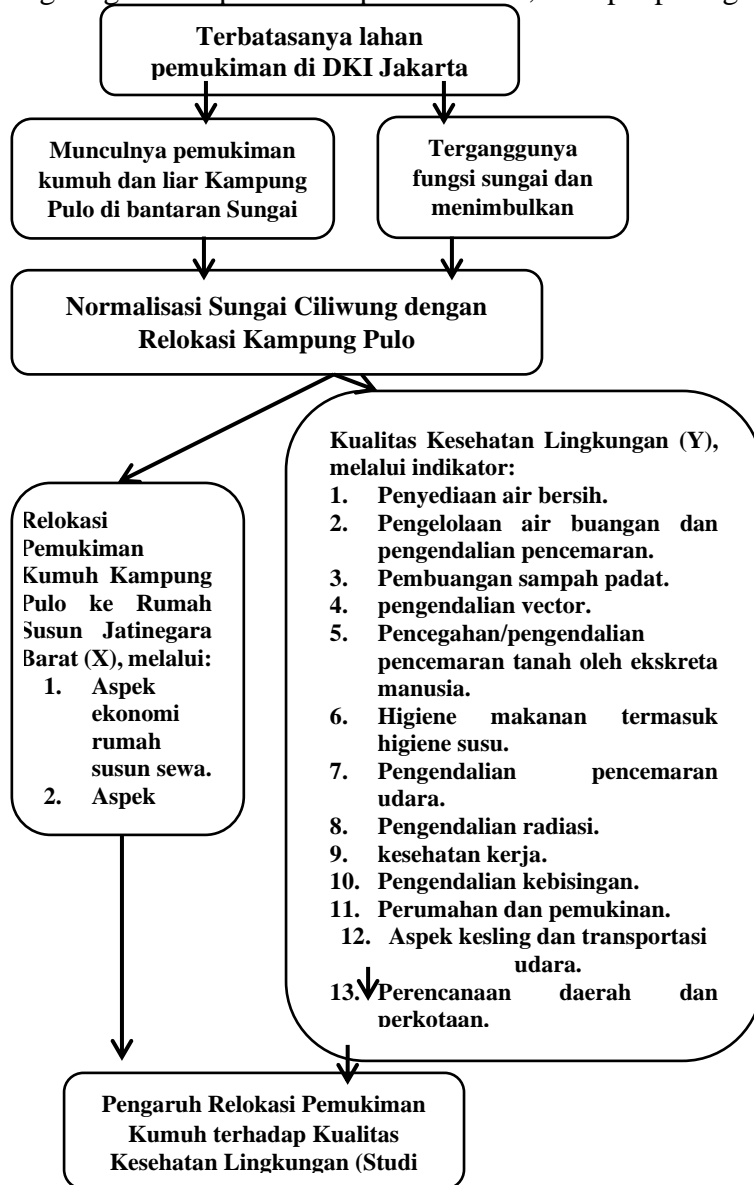 Terbatasanya lahan
pemukiman di DKI Jakarta
Munculnya pemukiman
kumuh dan liar Kampung
Pulo di bantaran Sungai
Terganggunya
fungsi sungai dan
menimbulkan
Normalisasi Sungai Ciliwung dengan
Relokasi Kampung Pulo
Relokasi
Pemukiman
Kumuh Kampung
Pulo ke Rumah
Susun Jatinegara
Barat (X), melalui:
1. Aspek
ekonomi
rumah
susun sewa.
2. Aspek
Kualitas Kesehatan Lingkungan (Y),
melalui indikator:
1. Penyediaan air bersih.
2. Pengelolaan air buangan dan
pengendalian pencemaran.
3. Pembuangan sampah padat.
4. pengendalian vector.
5. Pencegahan/pengendalian
pencemaran tanah oleh ekskreta
manusia.
6. Higiene makanan termasuk
higiene susu.
7. Pengendalian pencemaran
udara.
8. Pengendalian radiasi.
9. kesehatan kerja.
10. Pengendalian kebisingan.
11. Perumahan dan pemukinan.
12. Aspek kesling dan transportasi
udara.
13. Perencanaan daerah dan
perkotaan.
Pengaruh Relokasi Pemukiman
Kumuh terhadap Kualitas
Kesehatan Lingkungan (Studi